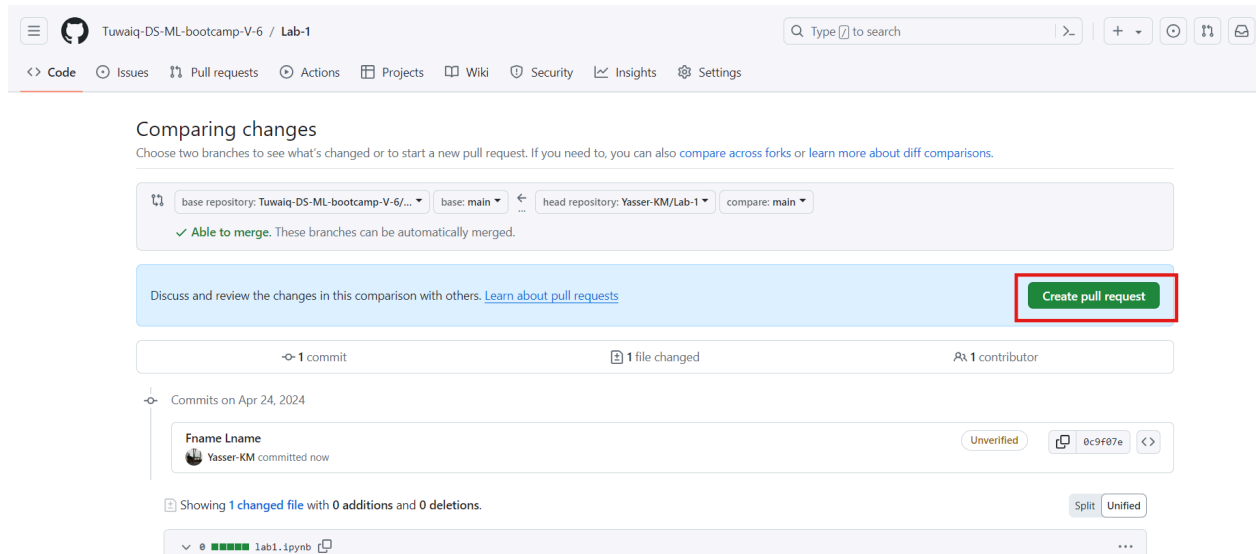 Tuwaiq-DS-ML-bootcamp-V-6 / Lab-1
Type / to search
Code Issues Pull requests Actions Projects Wiki Security Insights Settings
Comparing changes
Choose two branches to see what's changed or to start a new pull request. If you need to, you can also compare across forks or learn more about diff comparisons.
base repository: Tuwaiq-DS-ML-bootcamp-V-6/... base: main head repository: Yasser-KM/Lab-1 compare: main
Able to merge. These branches can be automatically merged.
Discuss and review the changes in this comparison with others. Learn about pull requests
Create pull request
1 commit 1 file changed 1 contributor
Commits on Apr 24, 2024
Fname Lname
Yasser-KM committed now
Unverified 0c9f07e
Showing 1 changed file with 0 additions and 0 deletions.
Split Unified
0 lab1.ipynb